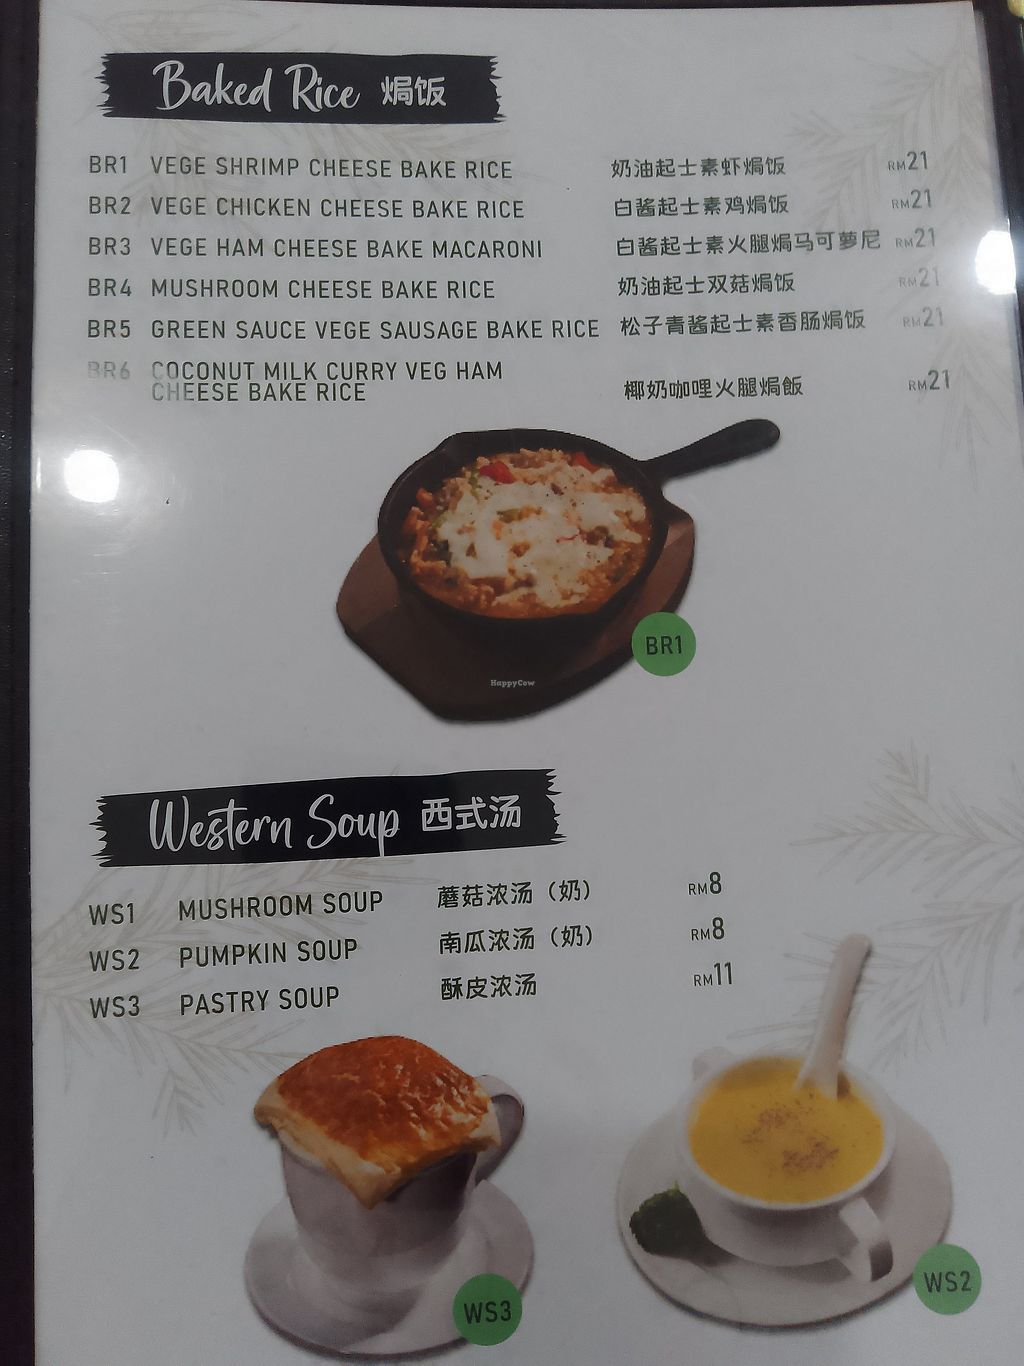 Baked Rice 焗饭
BR1 VEGE SHRIMP CHEESE BAKE RICE 奶油起士素虾焗饭 RM21
BR2 VEGE CHICKEN CHEESE BAKE RICE 白酱起士素鸡焗饭 RM21
BR3 VEGE HAM CHEESE BAKE MACARONI 白酱起士素火腿焗马可萝尼 RM21
BR4 MUSHROOM CHEESE BAKE RICE 奶油起士双菇焗饭 RM21
BR5 GREEN SAUCE VEGE SAUSAGE BAKE RICE 松子青酱起士素香肠焗饭 RM21
BR6 COCONUT MILK CURRY VEG HAM
CHEESE BAKE RICE 椰奶咖哩火腿焗飯 RM21
BR1
HappyCow
Western Soup 西式汤
WS1 MUSHROOM SOUP 蘑菇浓汤（奶） RM8
WS2 PUMPKIN SOUP 南瓜浓汤（奶） RM8
WS3 PASTRY SOUP 酥皮浓汤 RM11
WS3
WS2